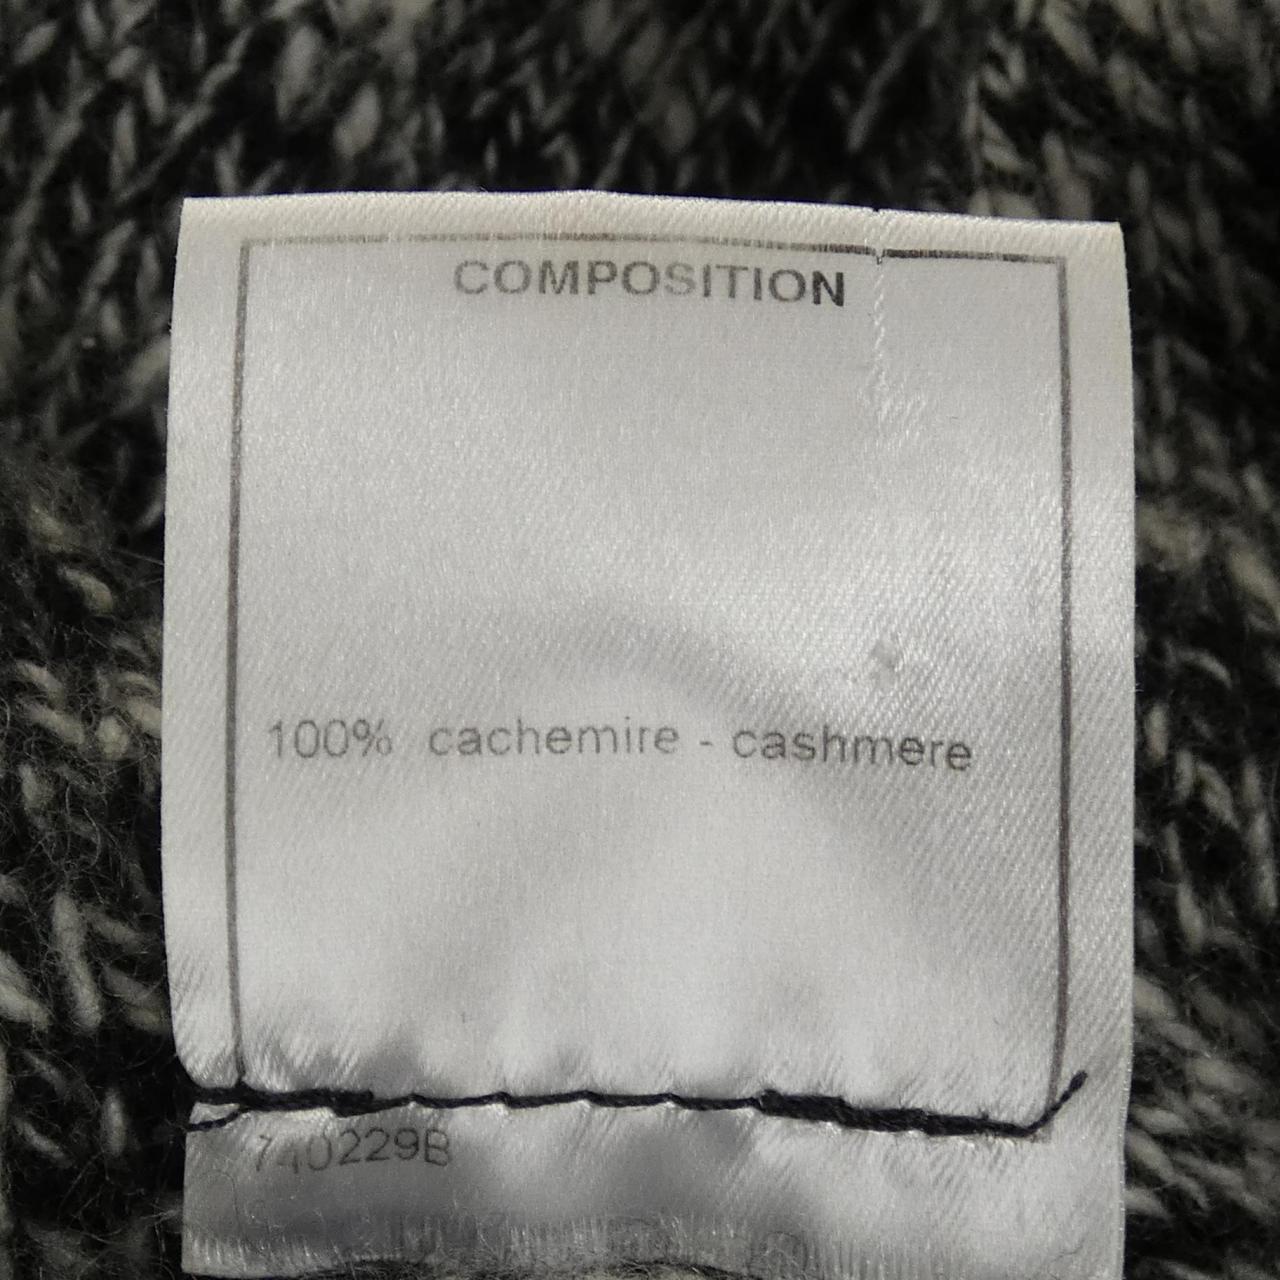 COMPOSITION
100% cachemire - cashmere
740229B